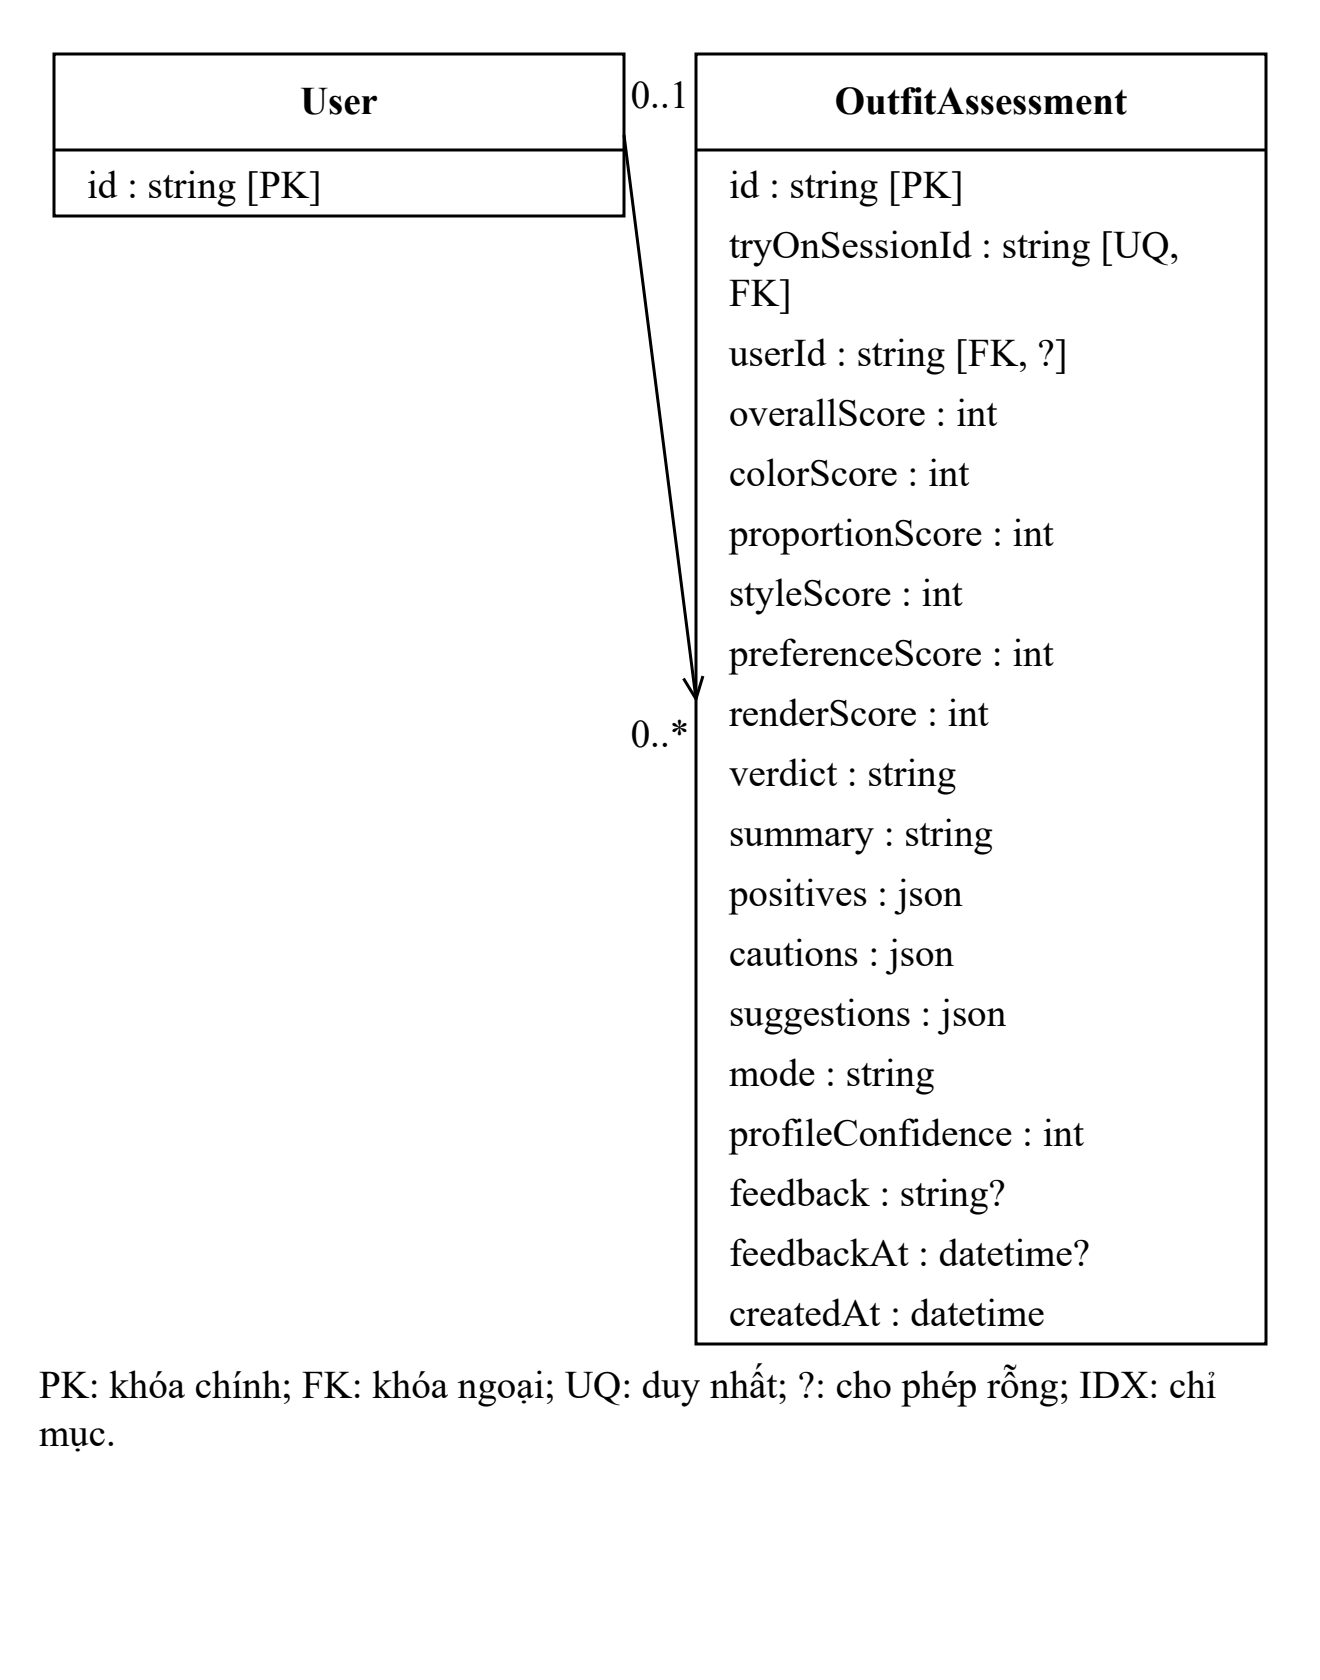 User
id : string [PK]
0..1
0..*
OutfitAssessment
id : string [PK]
tryOnSessionId : string [UQ,
FK]
userId : string [FK, ?]
overallScore : int
colorScore : int
proportionScore : int
styleScore : int
preferenceScore : int
renderScore : int
verdict : string
summary : string
positives : json
cautions : json
suggestions : json
mode : string
profileConfidence : int
feedback : string?
feedbackAt : datetime?
createdAt : datetime
PK: khóa chính; FK: khóa ngoại; UQ: duy nhất; ?: cho phép rỗng; IDX: chỉ
mục.